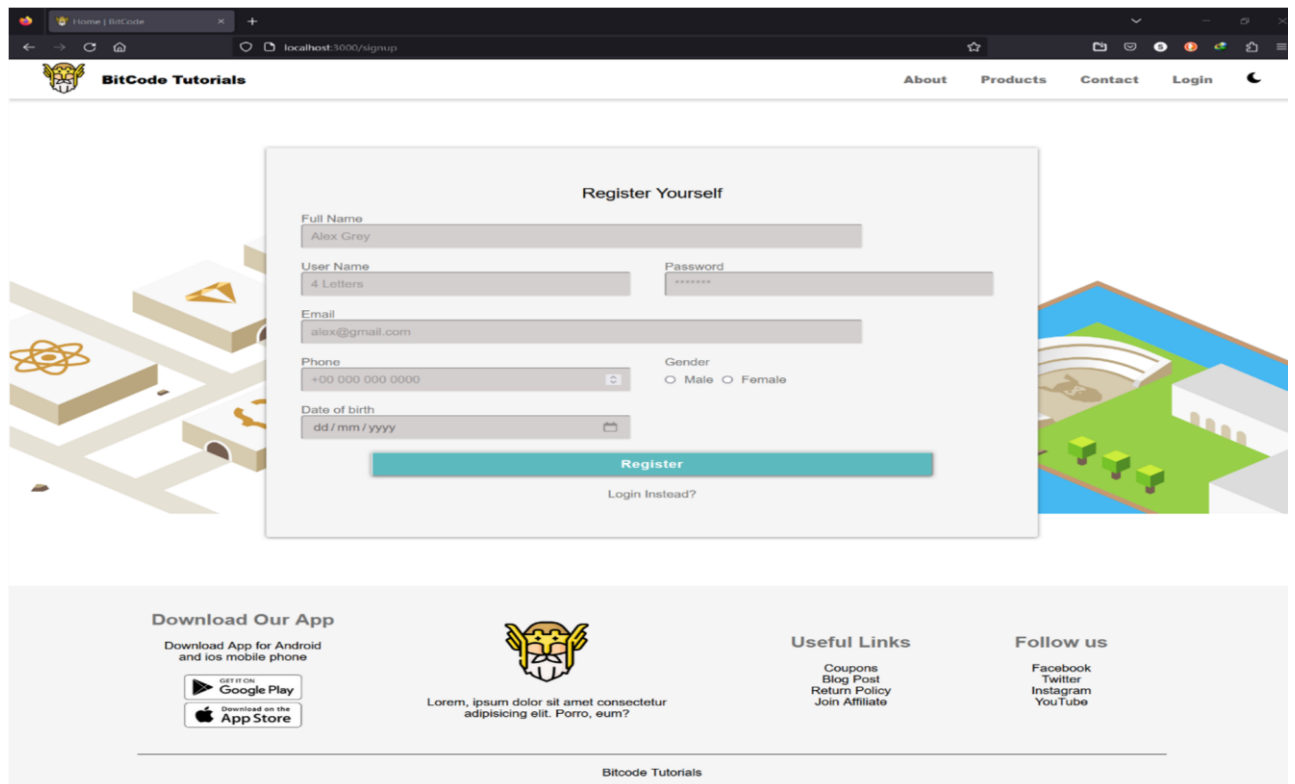 Home | BitCode
localhost:3000/signup
BitCode Tutorials
About Products Contact Login
Register Yourself
Full Name
Alex Grey
User Name Password
4 Letters *******
Email
alex@gmail.com
Phone Gender
+00 000 000 0000 Male Female
Date of birth
dd / mm / yyyy
Register
Login Instead?
Download Our App
Download App for Android
and ios mobile phone
GET IT ON
Google Play
Download on the
App Store
Lorem, ipsum dolor sit amet consectetur
adipisicing elit. Porro, eum?
Useful Links
Coupons
Blog Post
Return Policy
Join Affiliate
Follow us
Facebook
Twitter
Instagram
YouTube
Bitcode Tutorials